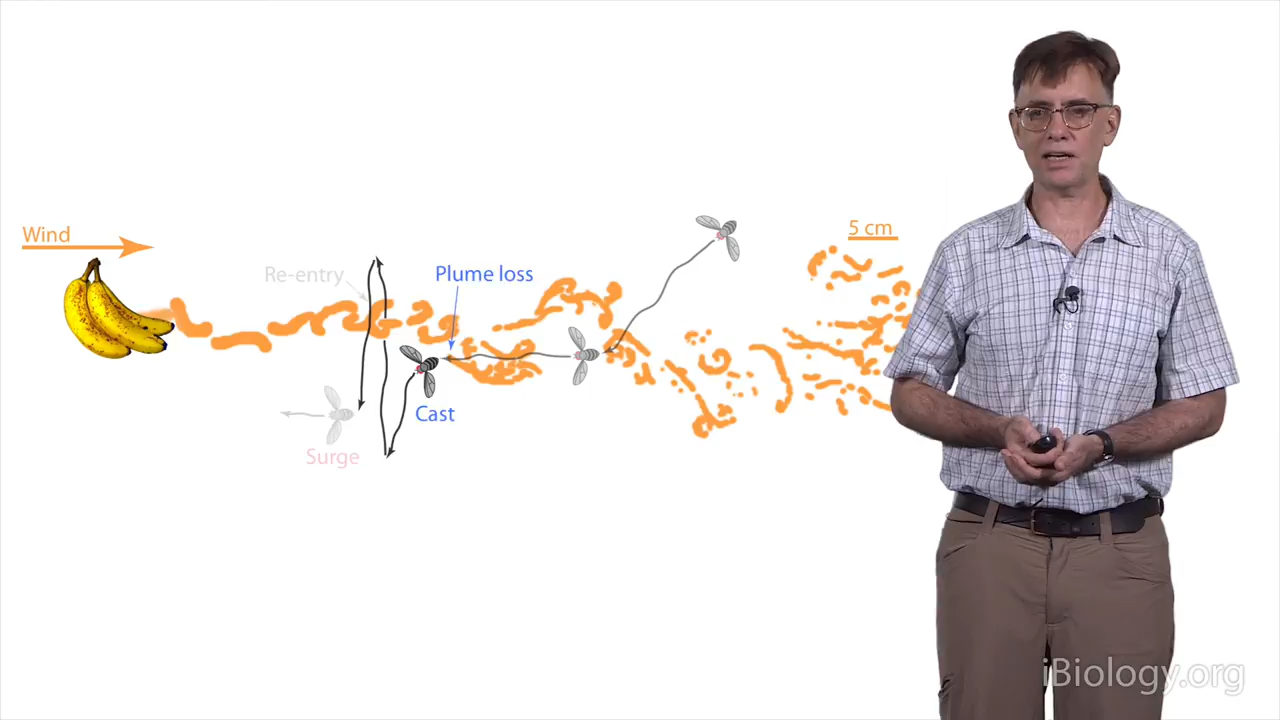 Wind
5 cm
Re-entry
Plume loss
Cast
Surge
iBiology.org